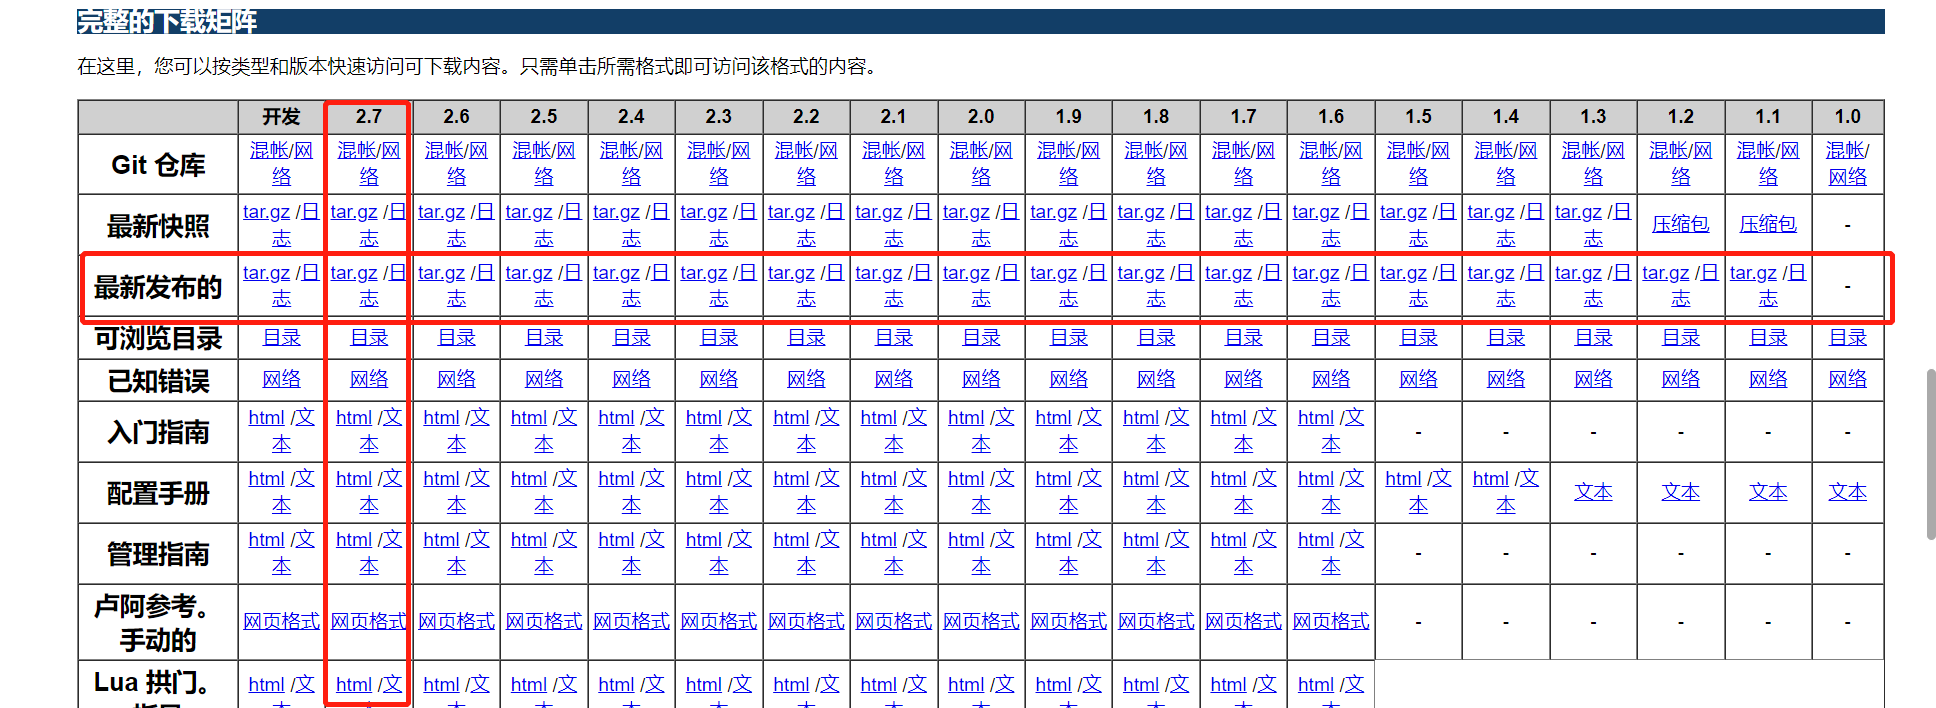 完整的下载矩阵
在这里，您可以按类型和版本快速访问可下载内容。只需单击所需格式即可访问该格式的内容。
开发 2.7 2.6 2.5 2.4 2.3 2.2 2.1 2.0 1.9 1.8 1.7 1.6 1.5 1.4 1.3 1.2 1.1 1.0
Git 仓库 混帐/网络 混帐/网络 混帐/网络 混帐/网络 混帐/网络 混帐/网络 混帐/网络 混帐/网络 混帐/网络 混帐/网络 混帐/网络 混帐/网络 混帐/网络 混帐/网络 混帐/网络 混帐/网络 混帐/网络 混帐/网络 混帐/网络
最新快照 tar.gz /日志 tar.gz /日志 tar.gz /日志 tar.gz /日志 tar.gz /日志 tar.gz /日志 tar.gz /日志 tar.gz /日志 tar.gz /日志 tar.gz /日志 tar.gz /日志 tar.gz /日志 tar.gz /日志 tar.gz /日志 tar.gz /日志 tar.gz /日志 压缩包 压缩包 -
最新发布的 tar.gz /日志 tar.gz /日志 tar.gz /日志 tar.gz /日志 tar.gz /日志 tar.gz /日志 tar.gz /日志 tar.gz /日志 tar.gz /日志 tar.gz /日志 tar.gz /日志 tar.gz /日志 tar.gz /日志 tar.gz /日志 tar.gz /日志 tar.gz /日志 tar.gz /日志 tar.gz /日志 -
可浏览目录 目录 目录 目录 目录 目录 目录 目录 目录 目录 目录 目录 目录 目录 目录 目录 目录 目录 目录 目录
已知错误 网络 网络 网络 网络 网络 网络 网络 网络 网络 网络 网络 网络 网络 网络 网络 网络 网络 网络 网络
入门指南 html /文本 html /文本 html /文本 html /文本 html /文本 html /文本 html /文本 html /文本 html /文本 html /文本 html /文本 html /文本 html /文本 - - - - - -
配置手册 html /文本 html /文本 html /文本 html /文本 html /文本 html /文本 html /文本 html /文本 html /文本 html /文本 html /文本 html /文本 html /文本 html /文本 html /文本 文本 文本 文本 文本
管理指南 html /文本 html /文本 html /文本 html /文本 html /文本 html /文本 html /文本 html /文本 html /文本 html /文本 html /文本 html /文本 html /文本 - - - - - -
卢阿参考。手动的 网页格式 网页格式 网页格式 网页格式 网页格式 网页格式 网页格式 网页格式 网页格式 网页格式 网页格式 网页格式 网页格式 - - - - - -
Lua 拱门。 html /文 html /文 html /文 html /文 html /文 html /文 html /文 html /文 html /文 html /文 html /文 html /文 html /文